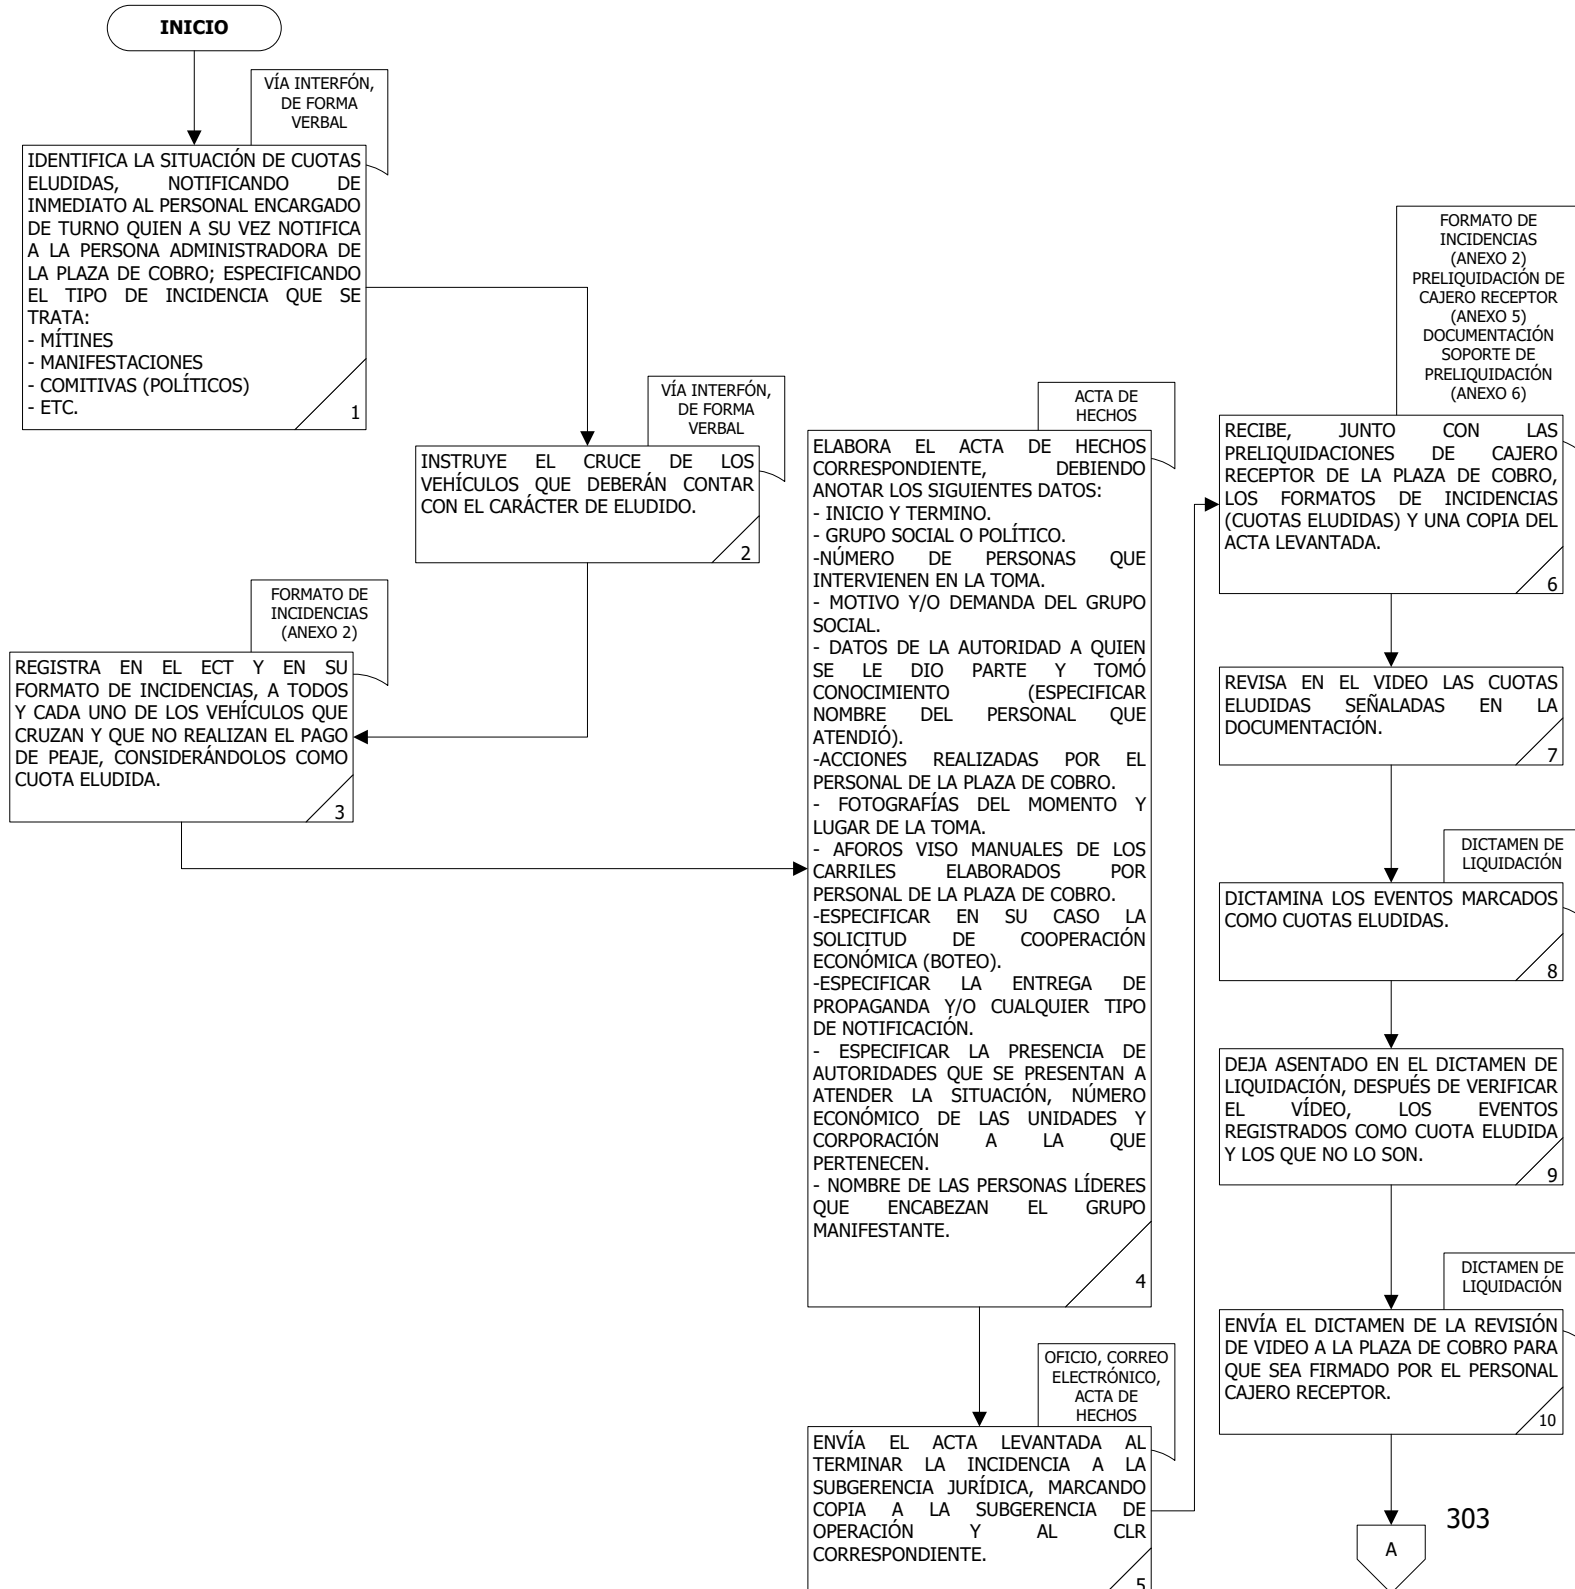 INICIO
VÍA INTERFÓN,
DE FORMA
VERBAL
IDENTIFICA LA SITUACIÓN DE CUOTAS
ELUDIDAS, NOTIFICANDO DE
INMEDIATO AL PERSONAL ENCARGADO
DE TURNO QUIEN A SU VEZ NOTIFICA
A LA PERSONA ADMINISTRADORA DE
LA PLAZA DE COBRO; ESPECIFICANDO
EL TIPO DE INCIDENCIA QUE SE
TRATA:
- MÍTINES
- MANIFESTACIONES
- COMITIVAS (POLÍTICOS)
- ETC.
1
VÍA INTERFÓN,
DE FORMA
VERBAL
INSTRUYE EL CRUCE DE LOS
VEHÍCULOS QUE DEBERÁN CONTAR
CON EL CARÁCTER DE ELUDIDO.
2
FORMATO DE
INCIDENCIAS
(ANEXO 2)
REGISTRA EN EL ECT Y EN SU
FORMATO DE INCIDENCIAS, A TODOS
Y CADA UNO DE LOS VEHÍCULOS QUE
CRUZAN Y QUE NO REALIZAN EL PAGO
DE PEAJE, CONSIDERÁNDOLOS COMO
CUOTA ELUDIDA.
3
ACTA DE
HECHOS
ELABORA EL ACTA DE HECHOS
CORRESPONDIENTE, DEBIENDO
ANOTAR LOS SIGUIENTES DATOS:
- INICIO Y TERMINO.
- GRUPO SOCIAL O POLÍTICO.
-NÚMERO DE PERSONAS QUE
INTERVIENEN EN LA TOMA.
- MOTIVO Y/O DEMANDA DEL GRUPO
SOCIAL.
- DATOS DE LA AUTORIDAD A QUIEN
SE LE DIO PARTE Y TOMÓ
CONOCIMIENTO (ESPECIFICAR
NOMBRE DEL PERSONAL QUE
ATENDIÓ).
-ACCIONES REALIZADAS POR EL
PERSONAL DE LA PLAZA DE COBRO.
- FOTOGRAFÍAS DEL MOMENTO Y
LUGAR DE LA TOMA.
- AFOROS VISO MANUALES DE LOS
CARRILES ELABORADOS POR
PERSONAL DE LA PLAZA DE COBRO.
-ESPECIFICAR EN SU CASO LA
SOLICITUD DE COOPERACIÓN
ECONÓMICA (BOTEO).
-ESPECIFICAR LA ENTREGA DE
PROPAGANDA Y/O CUALQUIER TIPO
DE NOTIFICACIÓN.
- ESPECIFICAR LA PRESENCIA DE
AUTORIDADES QUE SE PRESENTAN A
ATENDER LA SITUACIÓN, NÚMERO
ECONÓMICO DE LAS UNIDADES Y
CORPORACIÓN A LA QUE
PERTENECEN.
- NOMBRE DE LAS PERSONAS LÍDERES
QUE ENCABEZAN EL GRUPO
MANIFESTANTE.
4
OFICIO, CORREO
ELECTRÓNICO,
ACTA DE
HECHOS
ENVÍA EL ACTA LEVANTADA AL
TERMINAR LA INCIDENCIA A LA
SUBGERENCIA JURÍDICA, MARCANDO
COPIA A LA SUBGERENCIA DE
OPERACIÓN Y AL CLR
CORRESPONDIENTE.
5
FORMATO DE
INCIDENCIAS
(ANEXO 2)
PRELIQUIDACIÓN DE
CAJERO RECEPTOR
(ANEXO 5)
DOCUMENTACIÓN
SOPORTE DE
PRELIQUIDACIÓN
(ANEXO 6)
RECIBE, JUNTO CON LAS
PRELIQUIDACIONES DE CAJERO
RECEPTOR DE LA PLAZA DE COBRO,
LOS FORMATOS DE INCIDENCIAS
(CUOTAS ELUDIDAS) Y UNA COPIA DEL
ACTA LEVANTADA.
6
REVISA EN EL VIDEO LAS CUOTAS
ELUDIDAS SEÑALADAS EN LA
DOCUMENTACIÓN.
7
DICTAMEN DE
LIQUIDACIÓN
DICTAMINA LOS EVENTOS MARCADOS
COMO CUOTAS ELUDIDAS.
8
DEJA ASENTADO EN EL DICTAMEN DE
LIQUIDACIÓN, DESPUÉS DE VERIFICAR
EL VÍDEO, LOS EVENTOS
REGISTRADOS COMO CUOTA ELUDIDA
Y LOS QUE NO LO SON.
9
DICTAMEN DE
LIQUIDACIÓN
ENVÍA EL DICTAMEN DE LA REVISIÓN
DE VIDEO A LA PLAZA DE COBRO PARA
QUE SEA FIRMADO POR EL PERSONAL
CAJERO RECEPTOR.
10
303
A